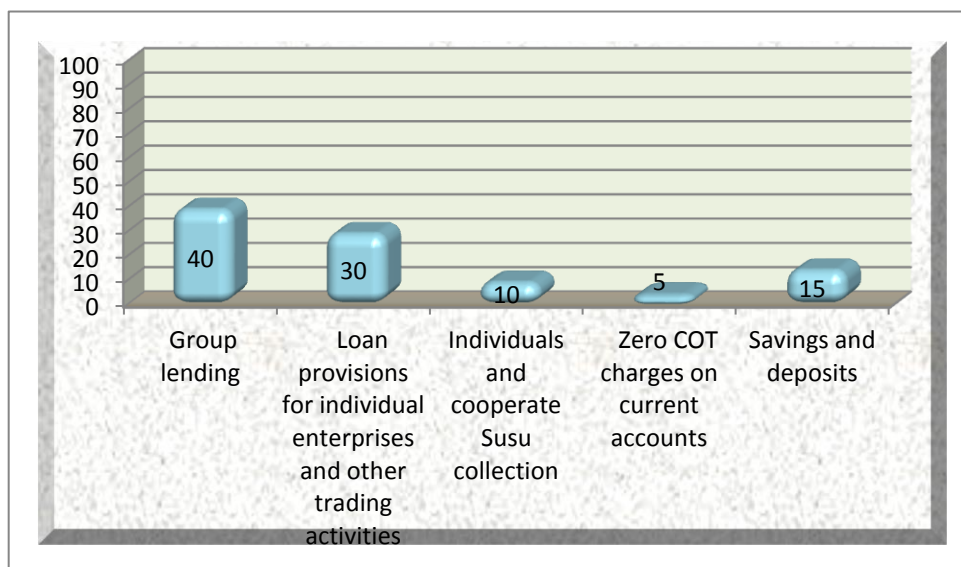 100
90
80
70
60
50
40
30
20
10
0
40
30
10
5
15
Group
lending
Loan
provisions
for individual
enterprises
and other
trading
activities
Individuals
and
cooperate
Susu
collection
Zero COT
charges on
current
accounts
Savings and
deposits